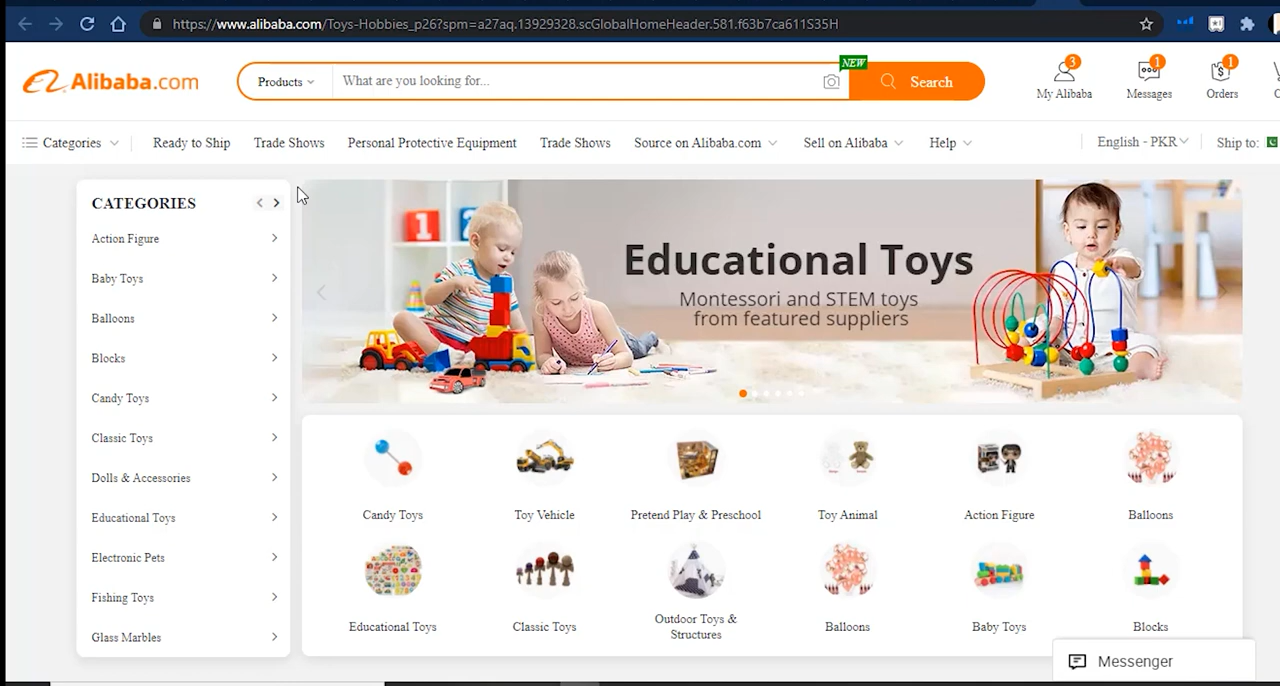 https://www.alibaba.com/Toys-Hobbies_p26?spm=a27aq.13929328.scGlobalHomeHeader.581.f63b7ca611S35H
Alibaba.com
Products
What are you looking for?
NEW
Search
3
My Alibaba
1
Messages
1
Orders
Categories
Ready to Ship
Trade Shows
Personal Protective Equipment
Trade Shows
Source on Alibaba.com
Sell on Alibaba
Help
English - PKR
Ship to:
CATEGORIES
Action Figure
Baby Toys
Balloons
Blocks
Candy Toys
Classic Toys
Dolls & Accessories
Educational Toys
Electronic Pets
Fishing Toys
Glass Marbles
1
2
Educational Toys
Montessori and STEM toys
from featured suppliers
Candy Toys
Toy Vehicle
Pretend Play & Preschool
Toy Animal
Action Figure
Balloons
Educational Toys
Classic Toys
Outdoor Toys &
Structures
Balloons
Baby Toys
Blocks
Messenger